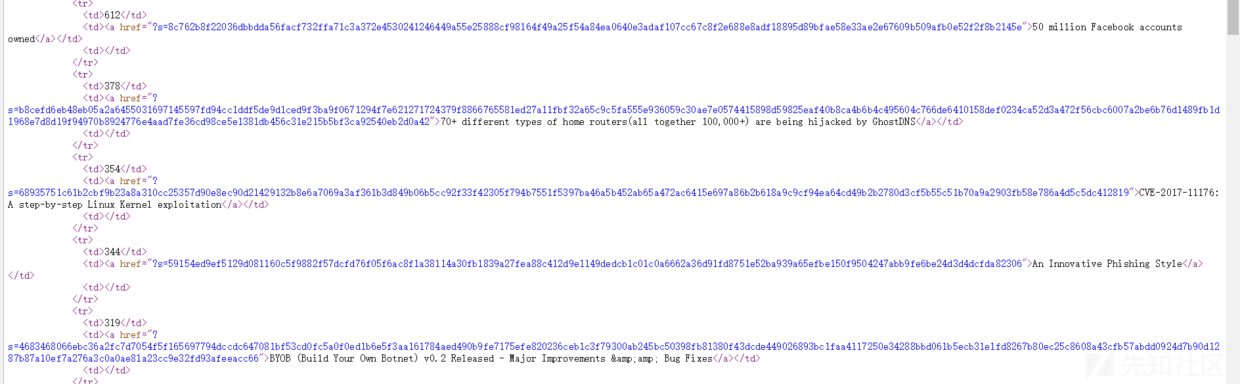 <tr>
<td>612</td>
<td><a href="?s=8c762b8f22036dbbdda56facf732ffa71c3a372e4530241246449a55e25888cf98164f49a25f54a84ea0640e3adaf107cc67c8f2e688e8adf18895d89bfae58e33ae2e67609b509afb0e52f2f8b2145e">50 million Facebook accounts
owned</a></td>
<td></td>
</tr>
<tr>
<td>378</td>
<td><a href="?
s=b8cefd6eb48eb05a2a6455031697145597fd94cc1ddf5de9d1ced9f3ba9f0671294f7e621271724379f8866765581ed27a11fbf32a65c9c5fa555e936059c30ae7e0574415898d59825eaf40b8ca4b6b4c495604c766de6410158def0234ca52d3a472f56cbc6007a2be6b76d1489fb1d
1968e7d8d19f94970b8924776e4aad7fe36cd98ce5e1381db456c31e215b5bf3ca92540eb2d0a42">70+ different types of home routers(all together 100,000+) are being hijacked by GhostDNS</a></td>
<td></td>
</tr>
<tr>
<td>354</td>
<td><a href="?
s=68935751c61b2cbf9b23a8a310cc25357d90e8ec90d21429132b8e6a7069a3af361b3d849b06b5cc92f33f42305f794b7551f5397ba46a5b452ab65a472ac6415e697a86b2b618a9c9cf94ea64cd49b2b2780d3cf5b55c51b70a9a2903fb58e786a4d5c5dc412819">CVE-2017-11176:
A step-by-step Linux Kernel exploitation</a></td>
<td></td>
</tr>
<tr>
<td>344</td>
<td><a href="?s=59154ed9ef5129d081160c5f9882f57dcfd76f05f6ac8f1a38114a30fb1839a27fea88c412d9e1149dedcb1c01c0a6662a36d91fd8751e52ba939a65efbe150f9504247abb9fe6be24d3d4dcfda82306">An Innovative Phishing Style</a>
</td>
<td></td>
</tr>
<tr>
<td>319</td>
<td><a href="?
s=4683468066ebc36a2fc7d7054f5f165697794dccdc647081bf53cd0fc5a0f0ed1b6e5f3aa161784aed490b9fe7175efe820236ceb1c3f79300ab245bc50398fb81380f43dcde449026893bc1faa4117250e34288bbd061b5ecb31e1fd8267b80ec25c8608a43cfb57abdd0924d7b90d12
87b87a10ef7a276a3c0a0ae81a23cc9e32fd93afeeacc66">BYOB (Build Your Own Botnet) v0.2 Released - Major Improvements &amp;amp; Bug Fixes</a></td>
<td></td>
</tr>
先知社区